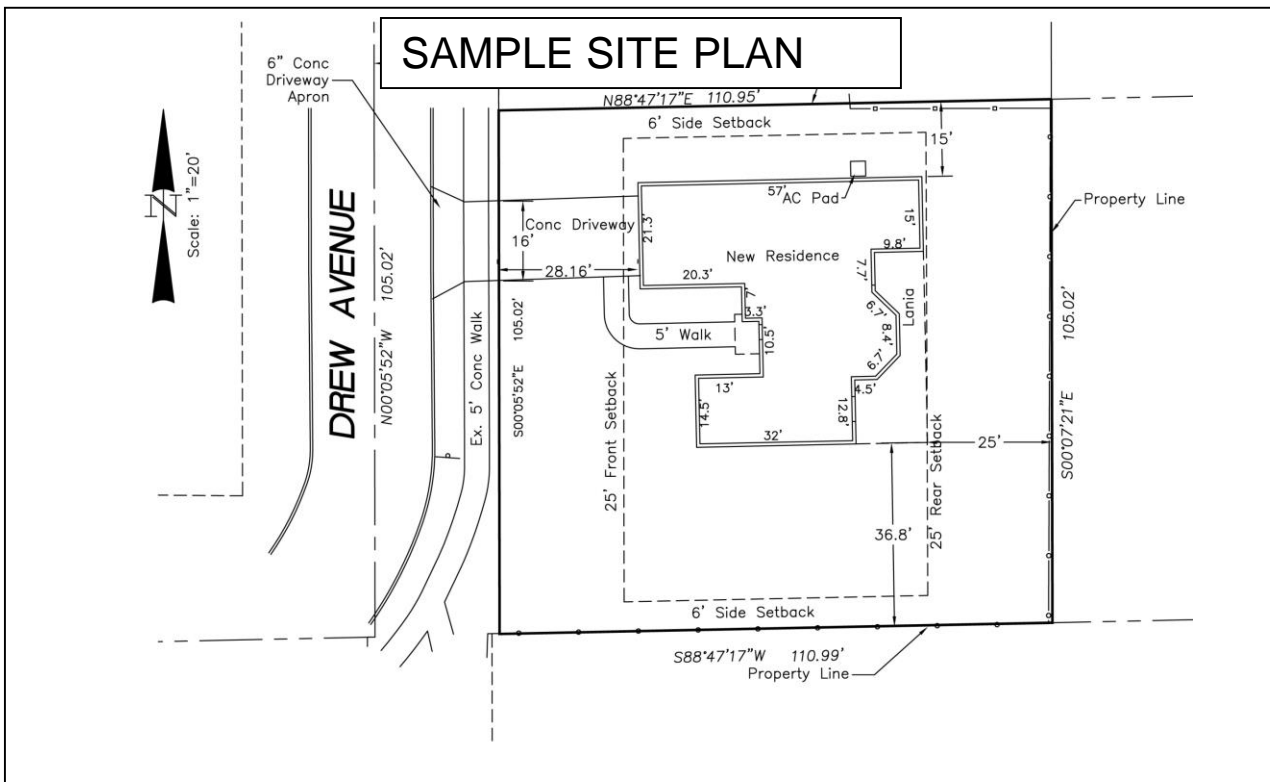 SAMPLE SITE PLAN
6" Conc
Driveway
Apron
N88°47'17"E 110.95'
6' Side Setback
15'
N
Scale: 1"=20'
DREW AVENUE
N00°05'52"W 105.02'
Ex. 5' Conc Walk
S00°05'52"E 105.02'
Conc Driveway
16'
28.16'
21.3'
57'
AC Pad
15'
New Residence
9.8'
7.7'
6.7'
8.4'
6.7'
4.5'
12.8'
Lania
20.3'
7'
3.3'
10.5'
5' Walk
13'
14.5'
32'
25' Front Setback
25' Rear Setback
25'
36.8'
Property Line
S00°07'21"E 105.02'
6' Side Setback
S88°47'17"W 110.99'
Property Line